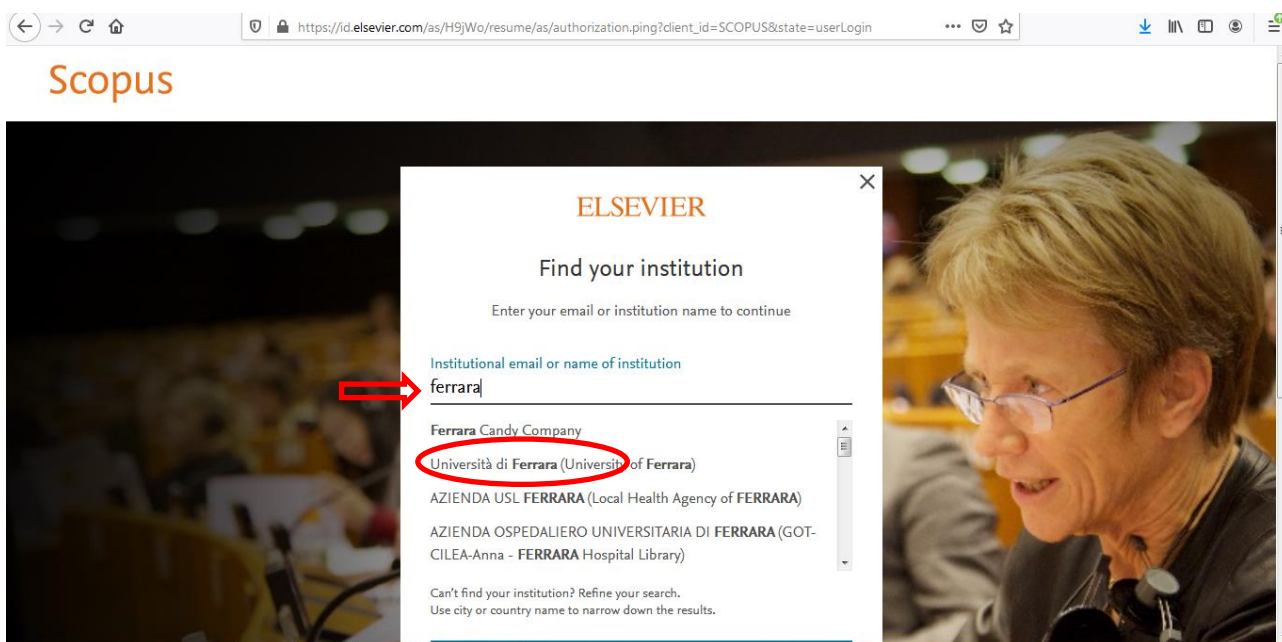 https://id.elsevier.com/as/H9jWo/resume/as/authorization.ping?client_id=SCOPUS&state=userLogin
Scopus
ELSEVIER
Find your institution
Enter your email or institution name to continue
Institutional email or name of institution
ferrara
Ferrara Candy Company
Università di Ferrara (University of Ferrara)
AZIENDA USL FERRARA (Local Health Agency of FERRARA)
AZIENDA OSPEDALIERO UNIVERSITARIA DI FERRARA (GOT-
CILEA-Anna - FERRARA Hospital Library)
Can't find your institution? Refine your search.
Use city or country name to narrow down the results.